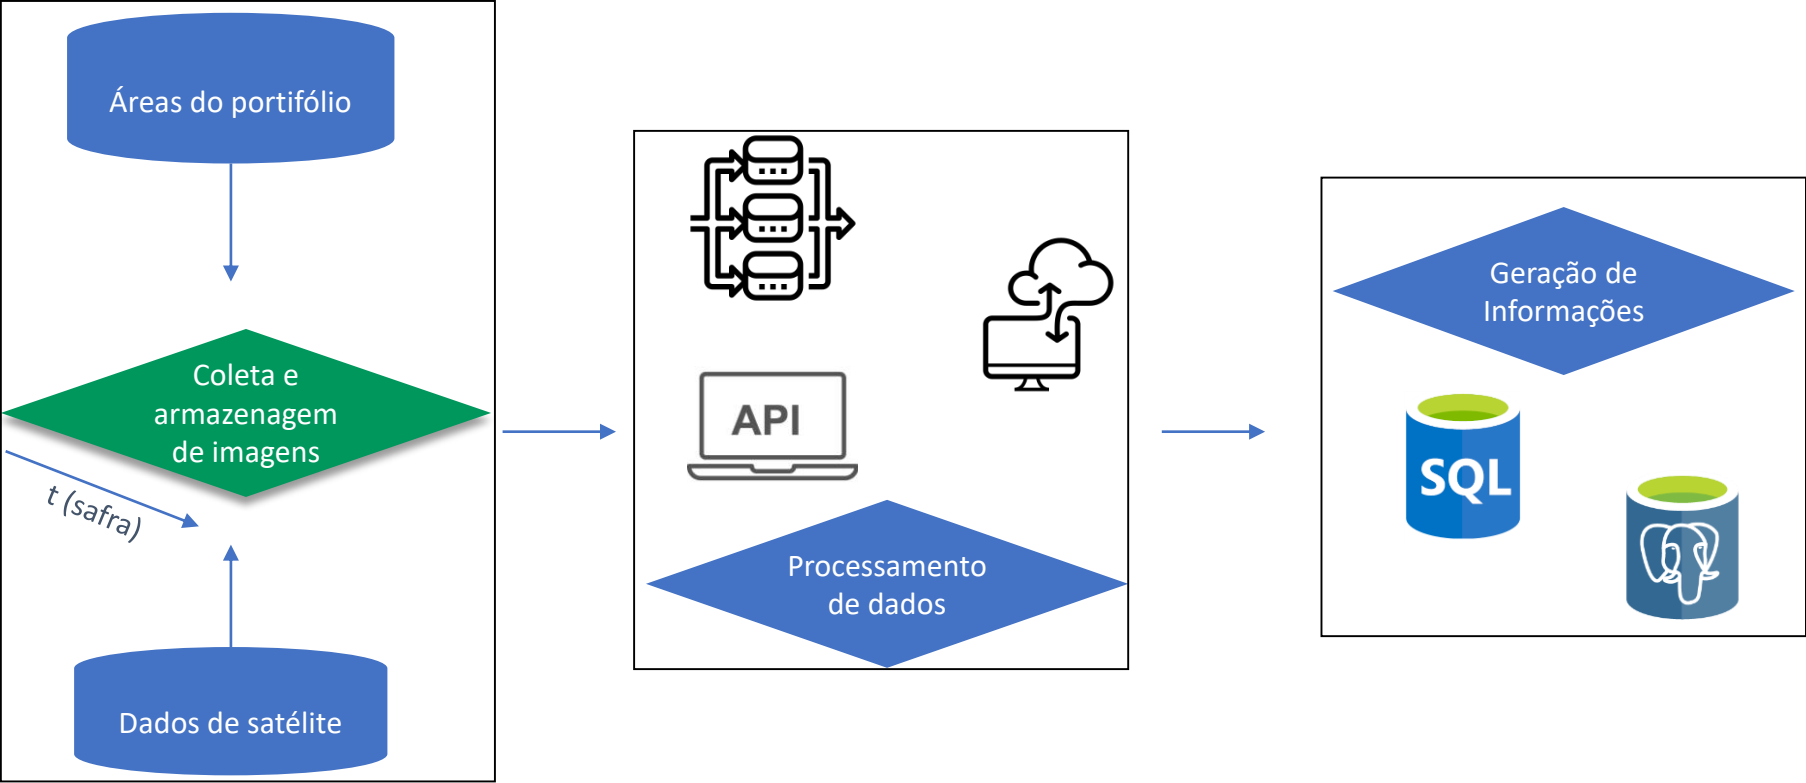 Áreas do portifólio
Coleta e
armazenagem
de imagens
t (safra)
Dados de satélite
API
Processamento
de dados
Geração de
Informações
SQL